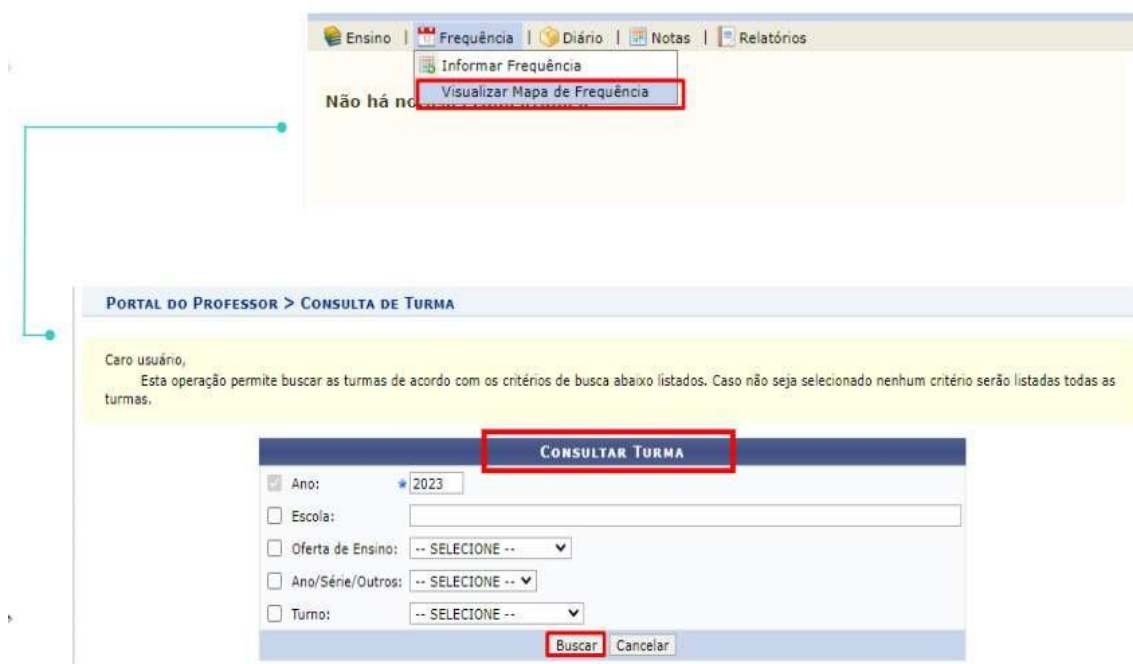 Ensino | Frequência | Diário | Notas | Relatórios
Informar Frequência
Visualizar Mapa de Frequência
Não há
PORTAL DO PROFESSOR > CONSULTA DE TURMA
Caro usuário,
Esta operação permite buscar as turmas de acordo com os critérios de busca abaixo listados. Caso não seja selecionado nenhum critério serão listadas todas as
turmas.
CONSULTAR TURMA
Ano: 2023
Escola:
Oferta de Ensino: -- SELECIONE --
Ano/Série/Outros: -- SELECIONE --
Turno: -- SELECIONE --
Buscar Cancelar